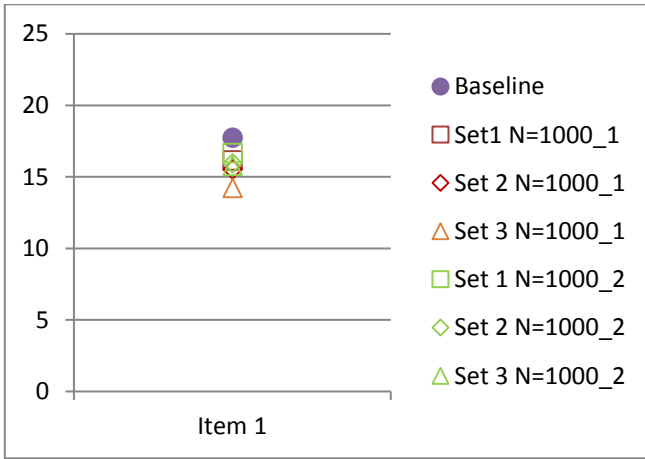 25
20
15
10
5
0
Item 1
Baseline
Set1 N=1000_1
Set 2 N=1000_1
Set 3 N=1000_1
Set 1 N=1000_2
Set 2 N=1000_2
Set 3 N=1000_2